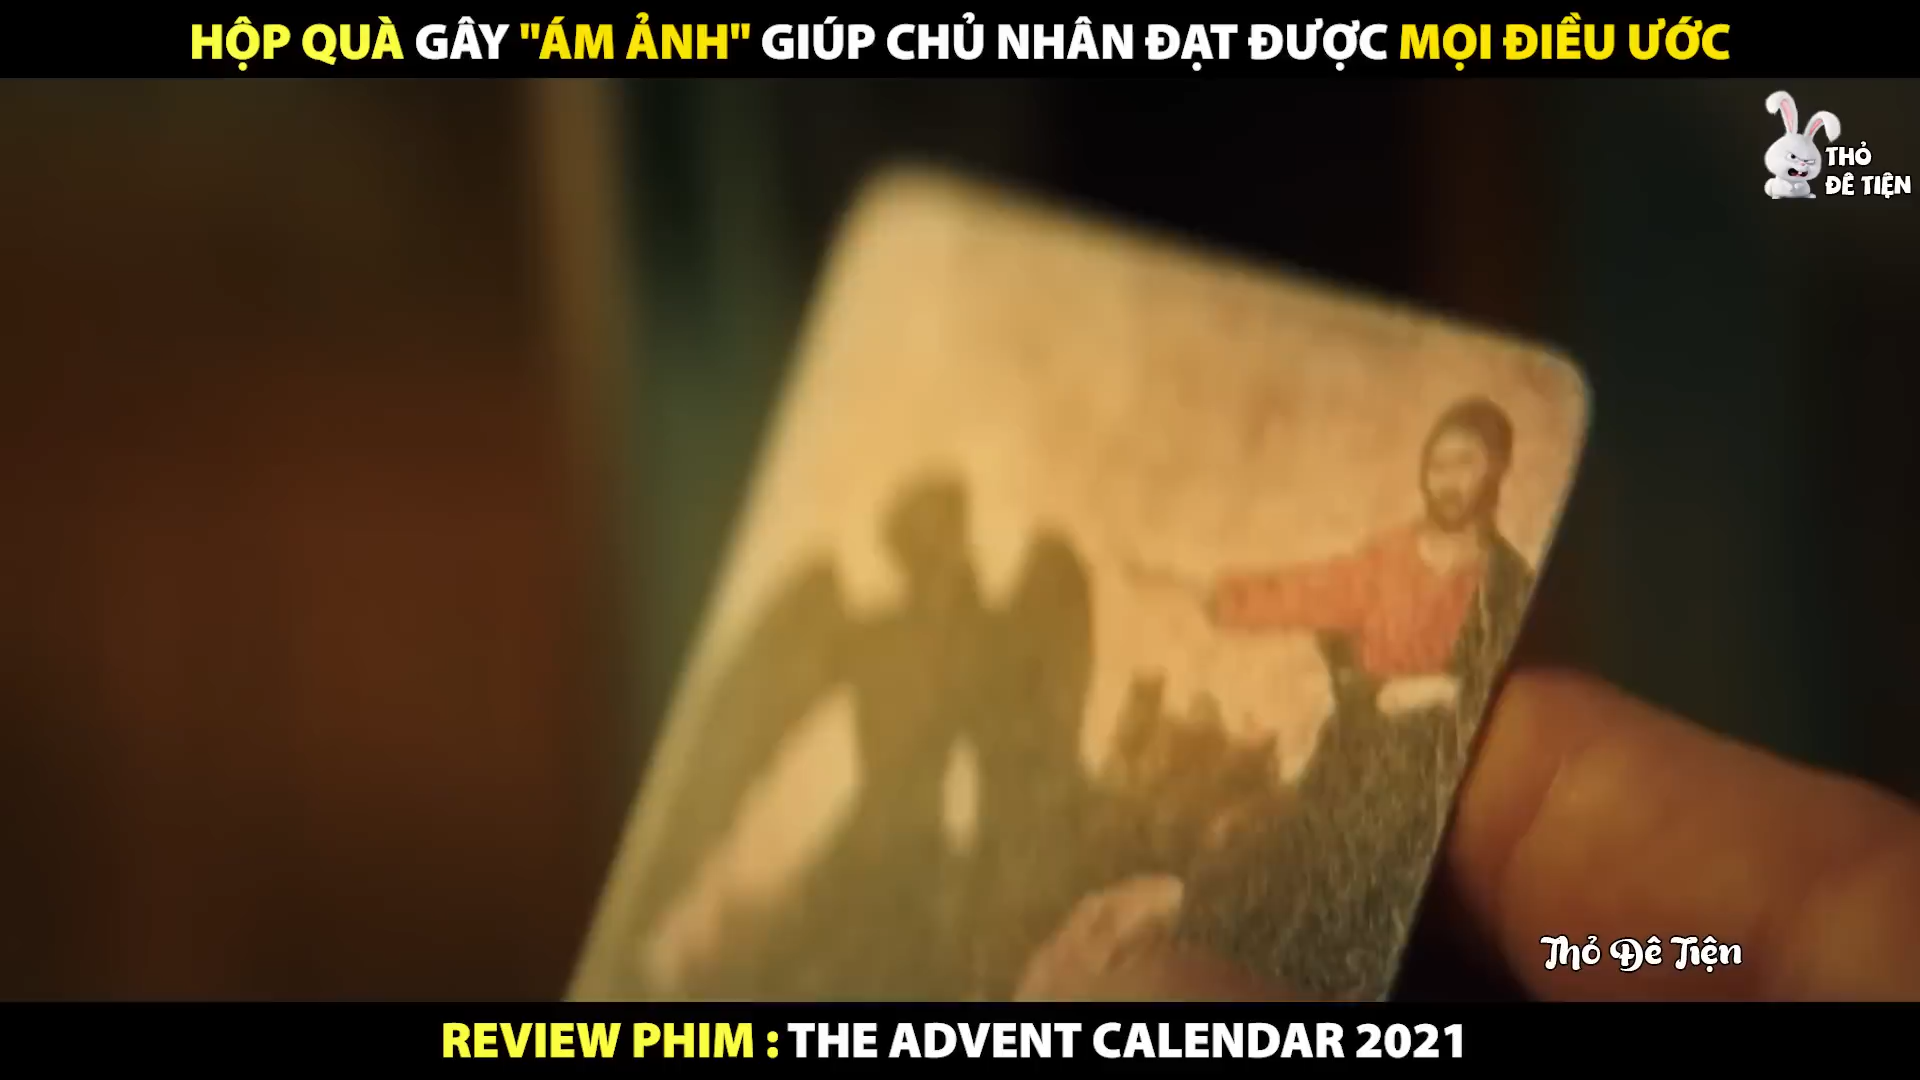 HỘP QUÀ GÂY "ÁM ẢNH" GIÚP CHỦ NHÂN ĐẠT ĐƯỢC MỌI ĐIỀU ƯỚC
THỎ
ĐÊ TIỆN
Thỏ Đê Tiện
REVIEW PHIM : THE ADVENT CALENDAR 2021